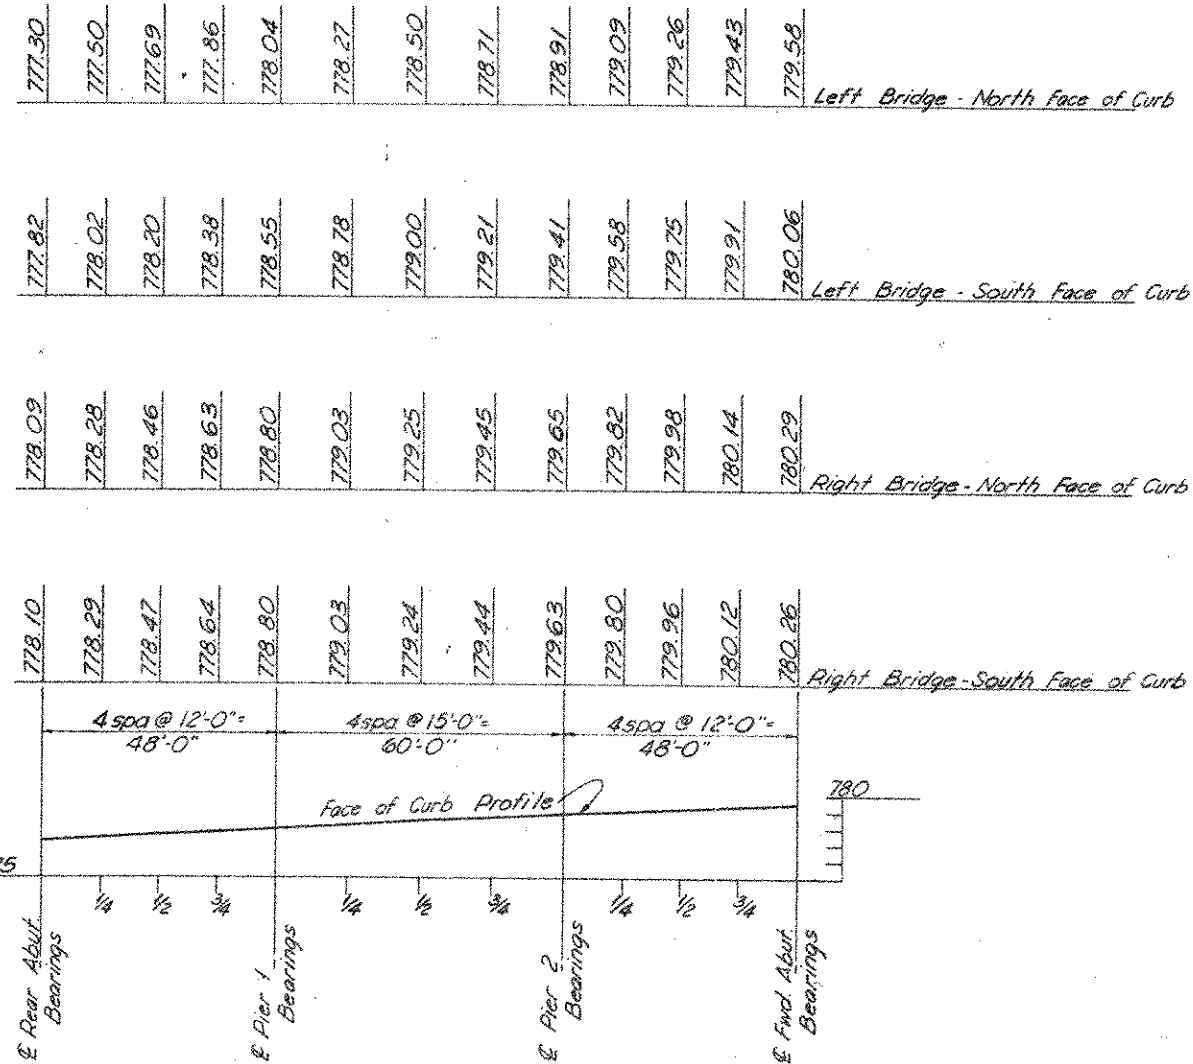 777.30 777.50 777.69 777.86 778.04 778.27 778.50 778.71 778.91 779.09 779.26 779.43 779.58
Left Bridge - North Face of Curb
777.82 778.02 778.20 778.38 778.55 778.78 779.00 779.21 779.41 779.58 779.75 779.91 780.06
Left Bridge - South Face of Curb
778.09 778.28 778.46 778.63 778.80 779.03 779.25 779.45 779.65 779.82 779.98 780.14 780.29
Right Bridge - North Face of Curb
778.10 778.29 778.47 778.64 778.80 779.03 779.24 779.44 779.63 779.80 779.96 780.12 780.26
Right Bridge - South Face of Curb
4 spa @ 12'-0"= 4 spa @ 15'-0"= 4 spa @ 12'-0"=
48'-0" 60'-0" 48'-0"
780
Face of Curb Profile
1/4 1/2 3/4 1/4 1/2 3/4 1/4 1/2 3/4
℄ Rear Abut.
Bearings
℄ Pier 1
Bearings
℄ Pier 2
Bearings
℄ Fwd. Abut.
Bearings